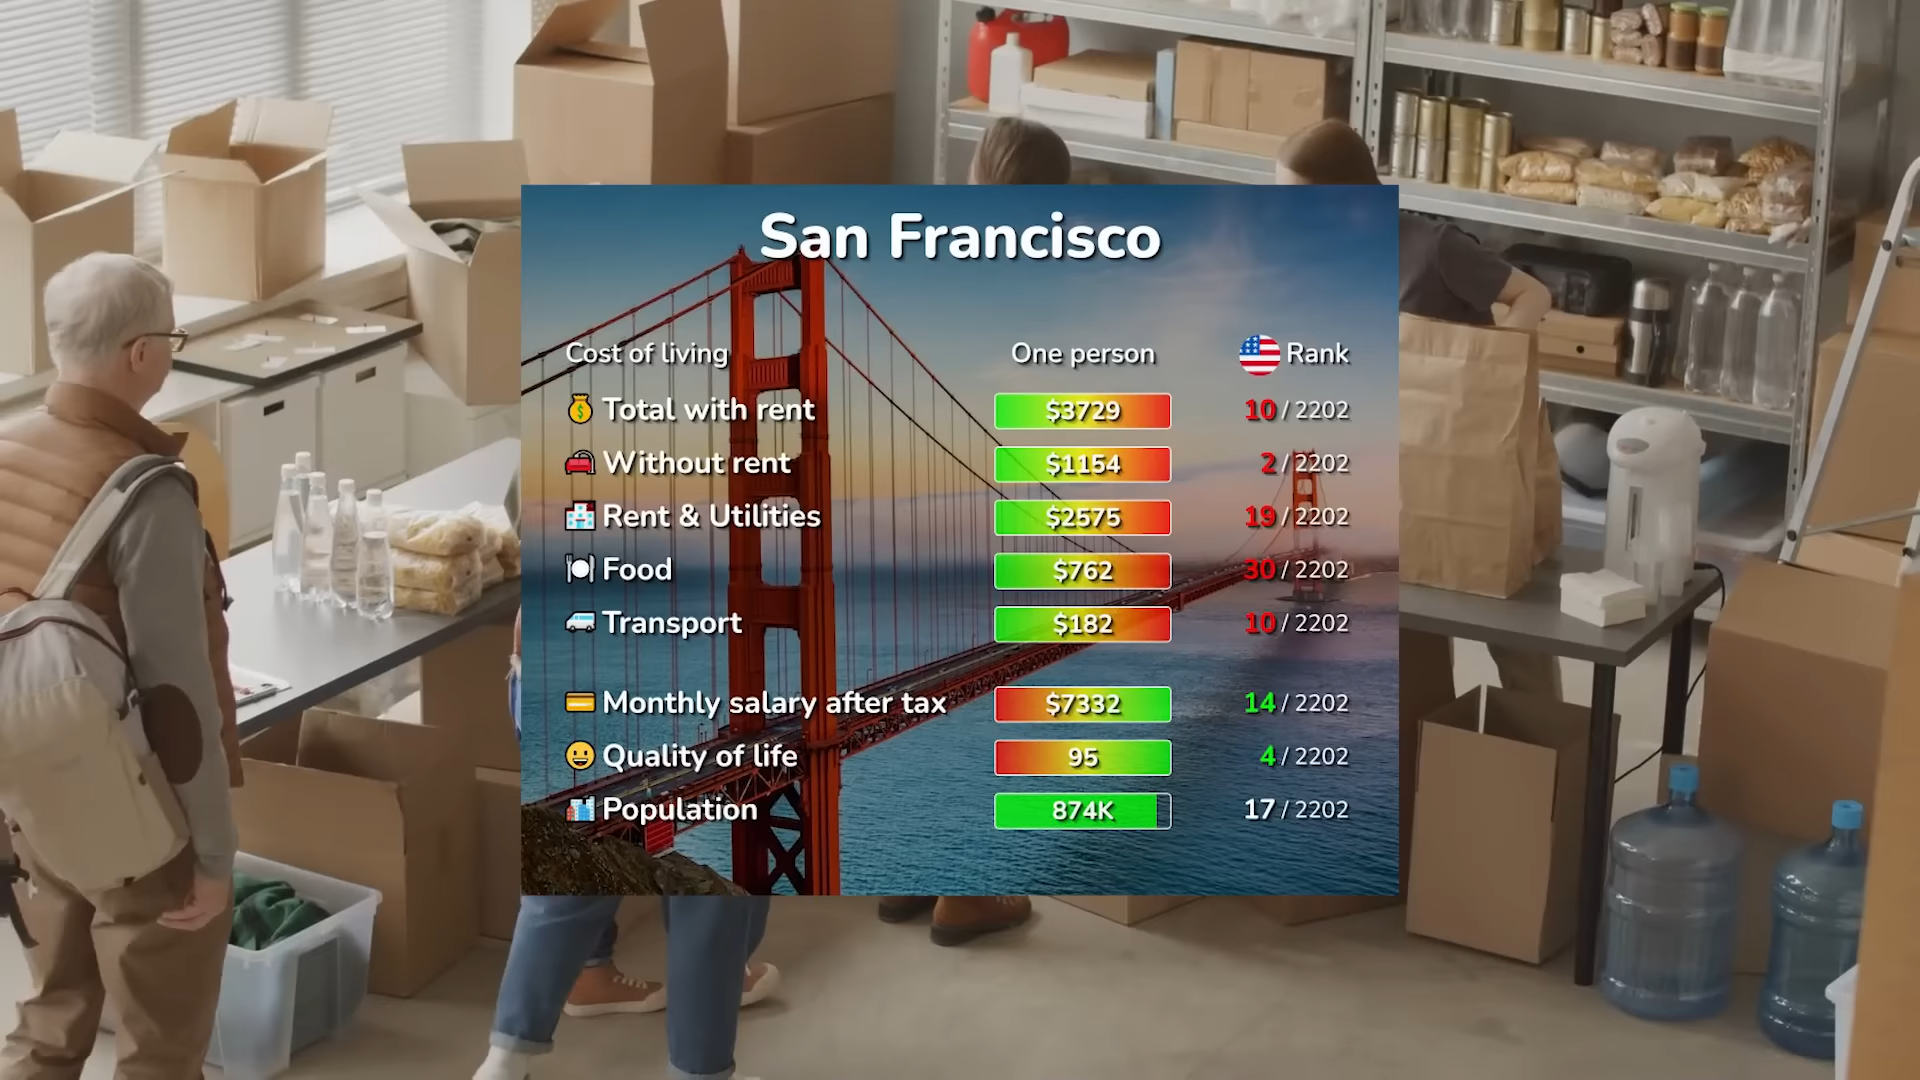 San Francisco
Cost of living One person Rank
Total with rent $3729 10 / 2202
Without rent $1154 2 / 2202
Rent & Utilities $2575 19 / 2202
Food $762 30 / 2202
Transport $182 10 / 2202
Monthly salary after tax $7332 14 / 2202
Quality of life 95 4 / 2202
Population 874K 17 / 2202